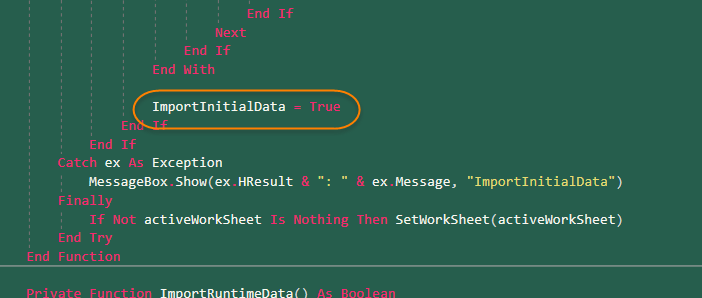 End If
Next
End If
End With
ImportInitialData = True
End If
End If
Catch ex As Exception
MessageBox.Show(ex.HResult & ": " & ex.Message, "ImportInitialData")
Finally
If Not activeWorkSheet Is Nothing Then SetWorkSheet(activeWorkSheet)
End Try
End Function
Private Function ImportRuntimeData() As Boolean